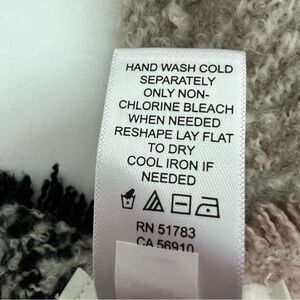 HAND WASH COLD
SEPARATELY
ONLY NON-
CHLORINE BLEACH
WHEN NEEDED
RESHAPE LAY FLAT
TO DRY
COOL IRON IF
NEEDED
RN 51783
CA 56910